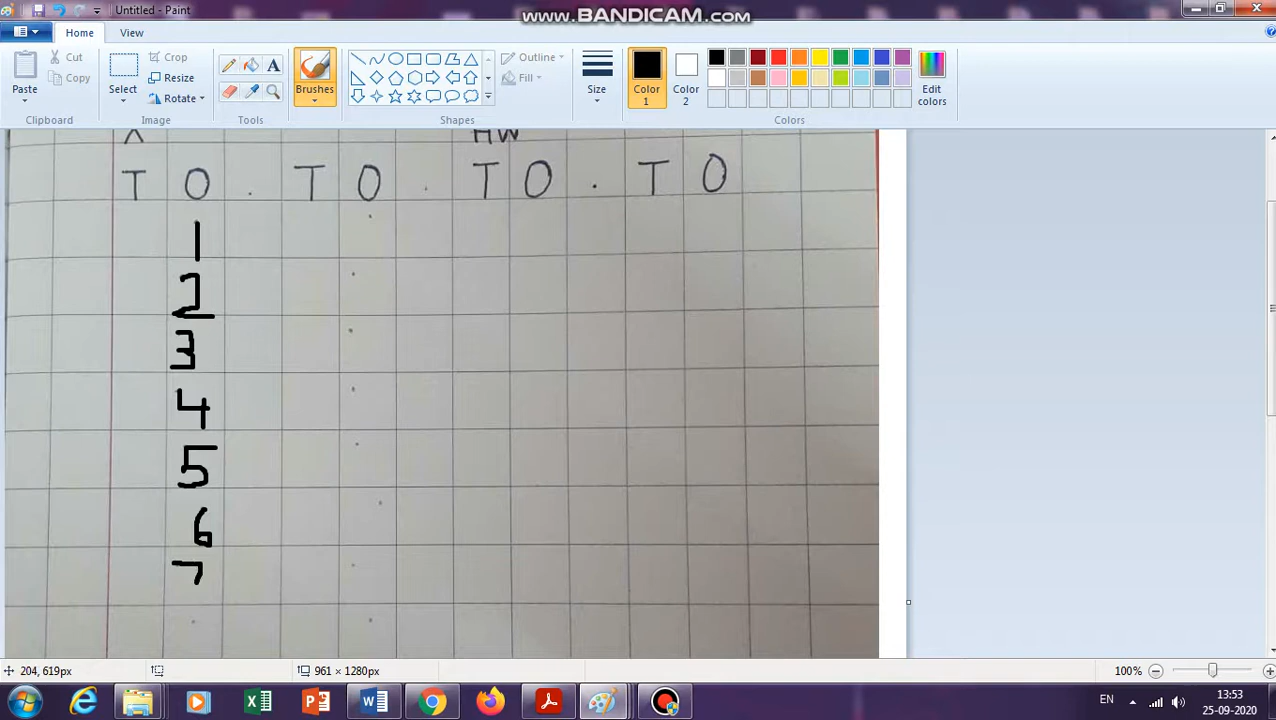 www.BANDICAM.com
Untitled - Paint
Home View
Paste
Cut
Copy
Clipboard
Select
Crop
Resize
Rotate
Image
Tools
Brushes
Outline
Fill
Shapes
Size
Color 1
Color 2
Edit colors
Colors
HW
T O . T O . T O . T O
1
2
3
4
5
6
7
204, 619px
961 × 1280px
100%
EN
13:53
25-09-2020